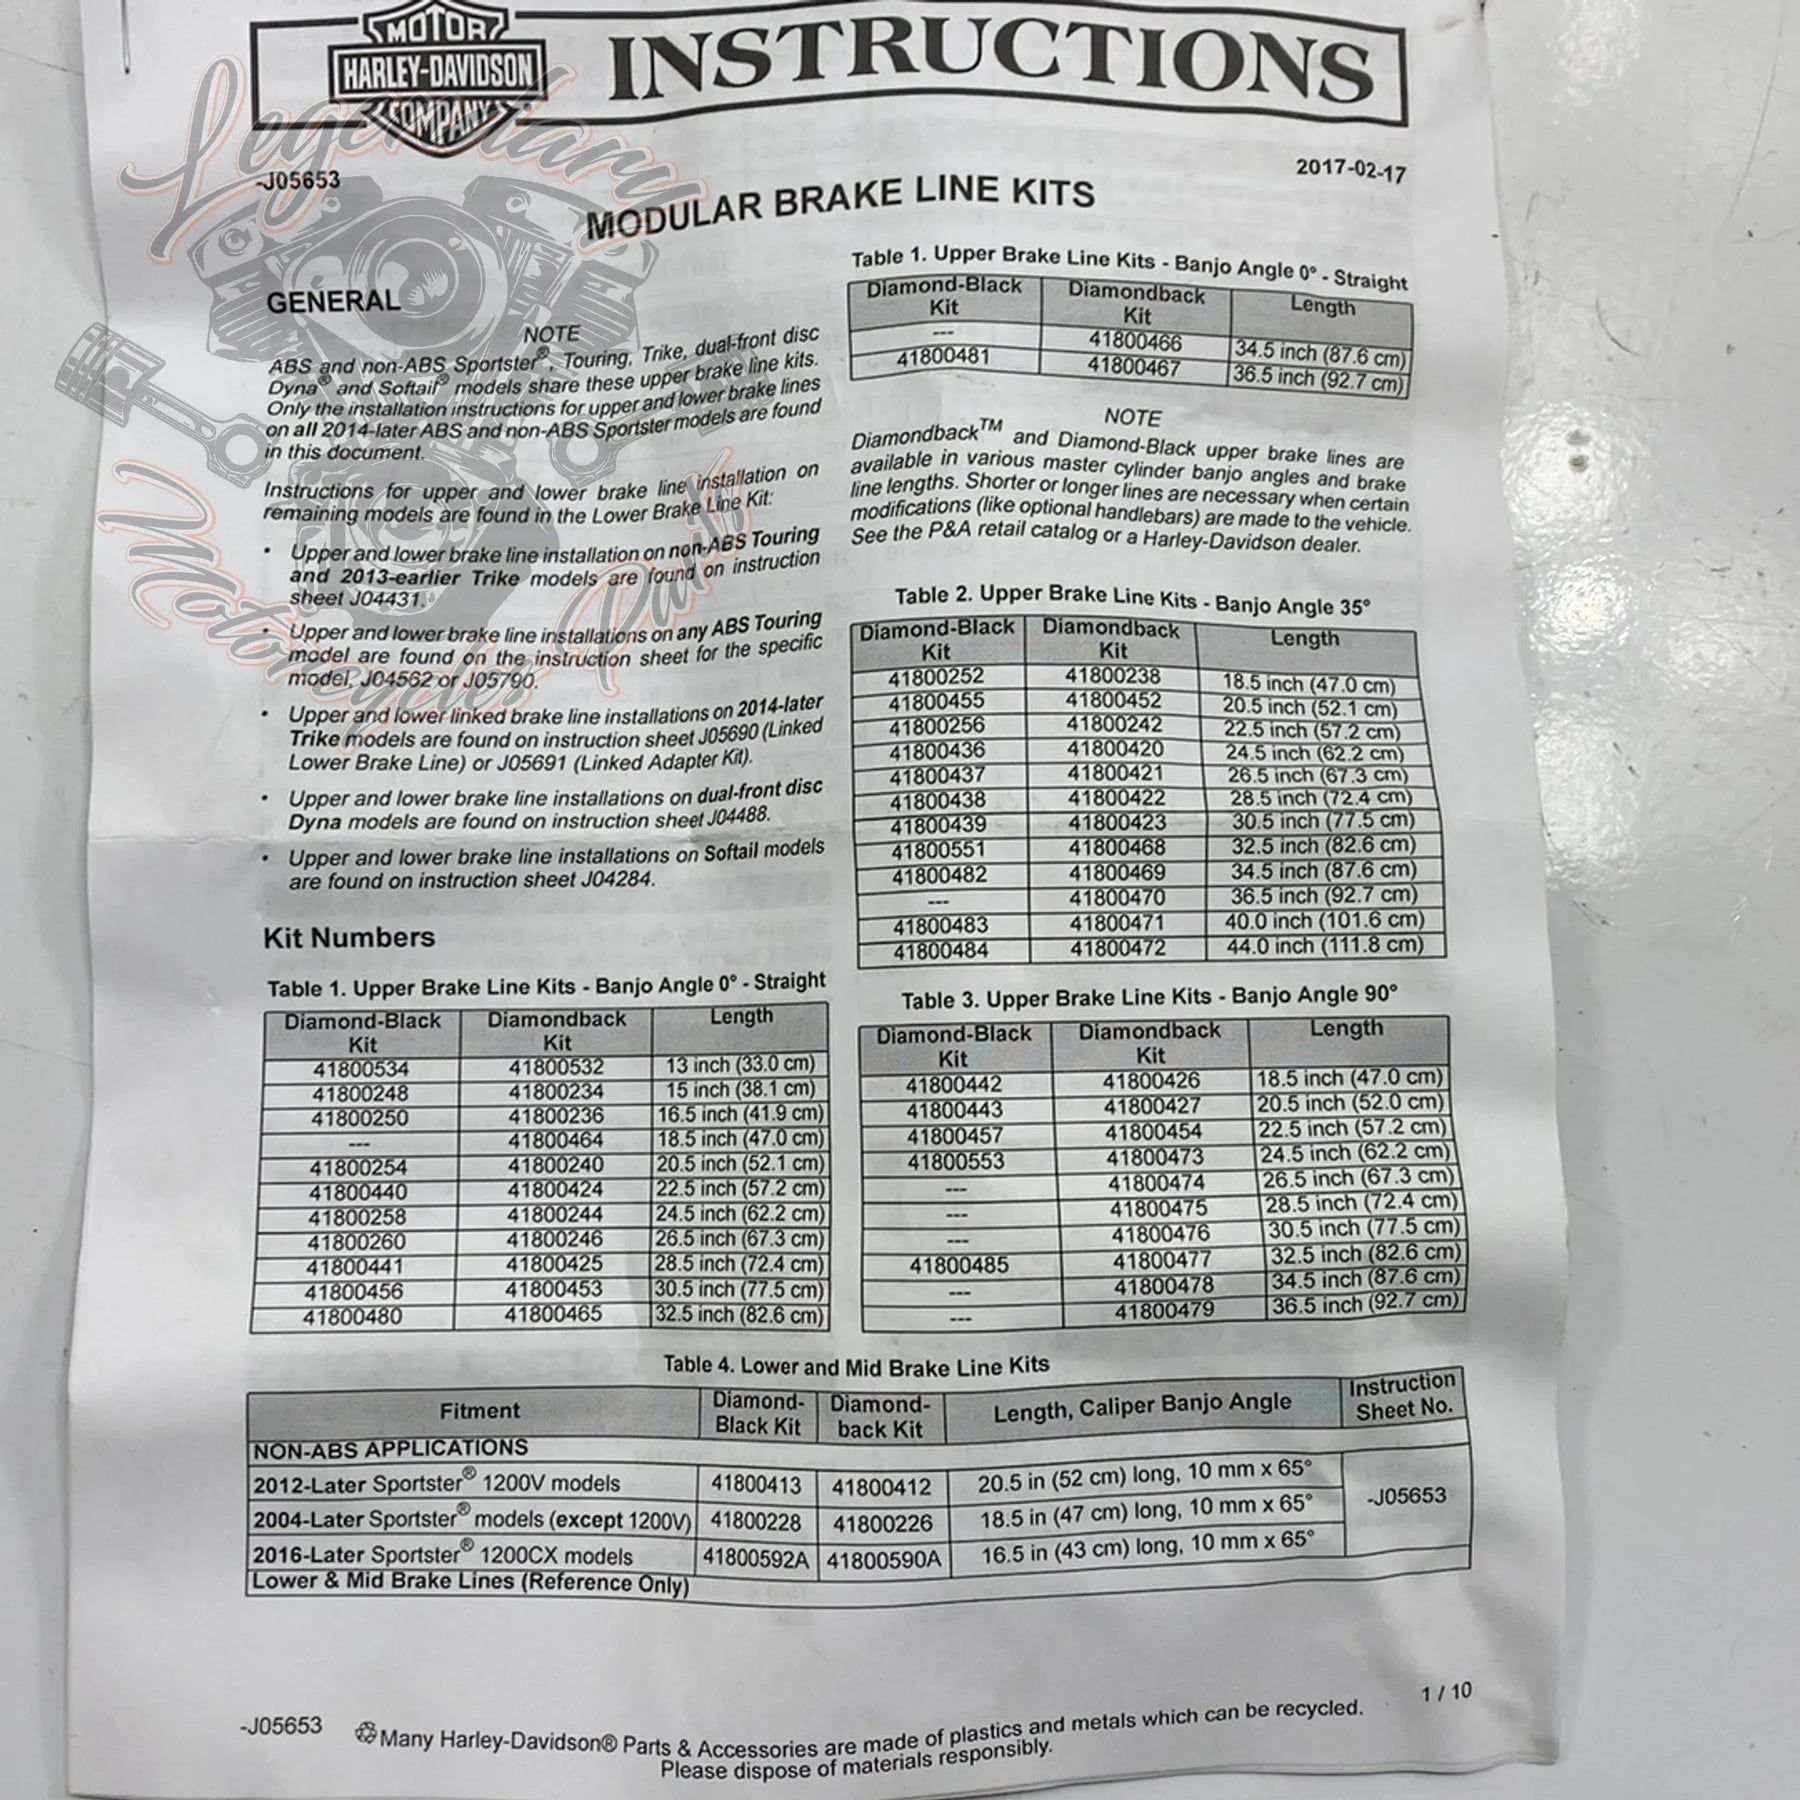 MOTOR
HARLEY-DAVIDSON
COMPANY
INSTRUCTIONS
Legendary
Motorcycles Parts
-J05653
2017-02-17
MODULAR BRAKE LINE KITS
GENERAL
NOTE
ABS and non-ABS Sportster®, Touring, Trike, dual-front disc
Dyna® and Softail® models share these upper brake line kits.
Only the installation instructions for upper and lower brake lines
on all 2014-later ABS and non-ABS Sportster models are found
in this document.
Instructions for upper and lower brake line installation on
remaining models are found in the Lower Brake Line Kit:
• Upper and lower brake line installation on non-ABS Touring
and 2013-earlier Trike models are found on instruction
sheet J04431.
• Upper and lower brake line installations on any ABS Touring
model are found on the instruction sheet for the specific
model, J04562 or J05790.
• Upper and lower linked brake line installations on 2014-later
Trike models are found on instruction sheet J05690 (Linked
Lower Brake Line) or J05691 (Linked Adapter Kit).
• Upper and lower brake line installations on dual-front disc
Dyna models are found on instruction sheet J04488.
• Upper and lower brake line installations on Softail models
are found on instruction sheet J04284.
Kit Numbers
Table 1. Upper Brake Line Kits - Banjo Angle 0° - Straight
Diamond-Black Kit Diamondback Kit Length
41800534 41800532 13 inch (33.0 cm)
41800248 41800234 15 inch (38.1 cm)
41800250 41800236 16.5 inch (41.9 cm)
--- 41800464 18.5 inch (47.0 cm)
41800254 41800240 20.5 inch (52.1 cm)
41800440 41800424 22.5 inch (57.2 cm)
41800258 41800244 24.5 inch (62.2 cm)
41800260 41800246 26.5 inch (67.3 cm)
41800441 41800425 28.5 inch (72.4 cm)
41800456 41800453 30.5 inch (77.5 cm)
41800480 41800465 32.5 inch (82.6 cm)
Table 1. Upper Brake Line Kits - Banjo Angle 0° - Straight
Diamond-Black Kit Diamondback Kit Length
--- 41800466 34.5 inch (87.6 cm)
41800481 41800467 36.5 inch (92.7 cm)
NOTE
Diamondback™ and Diamond-Black upper brake lines are
available in various master cylinder banjo angles and brake
line lengths. Shorter or longer lines are necessary when certain
modifications (like optional handlebars) are made to the vehicle.
See the P&A retail catalog or a Harley-Davidson dealer.
Table 2. Upper Brake Line Kits - Banjo Angle 35°
Diamond-Black Kit Diamondback Kit Length
41800252 41800238 18.5 inch (47.0 cm)
41800455 41800452 20.5 inch (52.1 cm)
41800256 41800242 22.5 inch (57.2 cm)
41800436 41800420 24.5 inch (62.2 cm)
41800437 41800421 26.5 inch (67.3 cm)
41800438 41800422 28.5 inch (72.4 cm)
41800439 41800423 30.5 inch (77.5 cm)
41800551 41800468 32.5 inch (82.6 cm)
41800482 41800469 34.5 inch (87.6 cm)
--- 41800470 36.5 inch (92.7 cm)
41800483 41800471 40.0 inch (101.6 cm)
41800484 41800472 44.0 inch (111.8 cm)
Table 3. Upper Brake Line Kits - Banjo Angle 90°
Diamond-Black Kit Diamondback Kit Length
41800442 41800426 18.5 inch (47.0 cm)
41800443 41800427 20.5 inch (52.0 cm)
41800457 41800454 22.5 inch (57.2 cm)
41800553 41800473 24.5 inch (62.2 cm)
--- 41800474 26.5 inch (67.3 cm)
--- 41800475 28.5 inch (72.4 cm)
--- 41800476 30.5 inch (77.5 cm)
41800485 41800477 32.5 inch (82.6 cm)
--- 41800478 34.5 inch (87.6 cm)
--- 41800479 36.5 inch (92.7 cm)
Table 4. Lower and Mid Brake Line Kits
Fitment Diamond-Black Kit Diamond-back Kit Length, Caliper Banjo Angle Instruction Sheet No.
NON-ABS APPLICATIONS
2012-Later Sportster® 1200V models 41800413 41800412 20.5 in (52 cm) long, 10 mm x 65°
2004-Later Sportster® models (except 1200V) 41800228 41800226 18.5 in (47 cm) long, 10 mm x 65° -J05653
2016-Later Sportster® 1200CX models 41800592A 41800590A 16.5 in (43 cm) long, 10 mm x 65°
Lower & Mid Brake Lines (Reference Only)
-J05653
Many Harley-Davidson® Parts & Accessories are made of plastics and metals which can be recycled.
Please dispose of materials responsibly.
1 / 10